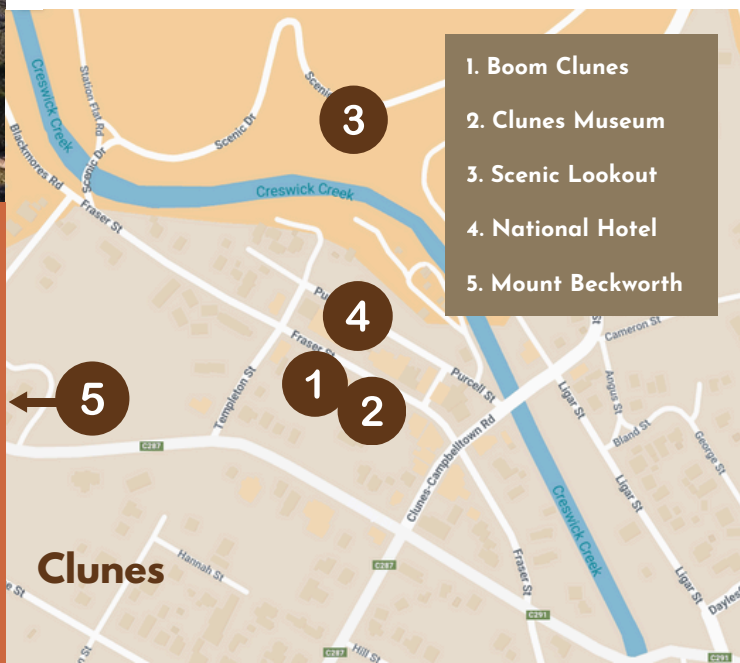 1. Boom Clunes
2. Clunes Museum
3. Scenic Lookout
4. National Hotel
5. Mount Beckworth
Creswick Creek
Station Flat Rd
Scenic Dr
Scenic
3
Scenic Dr
Blackmores Rd
Creswick Creek
Fraser St
4
Cameron St
Fraser St
1
2
Purcell St
Templeton St
5
Angus St
Ligar St
Bland St
George St
C287
Clunes-Campbelltown Rd
Ligar St
Creswick Creek
Clunes
Hannah St
C287
Fraser St
Ligar St
C291
C287
Hill St
C291